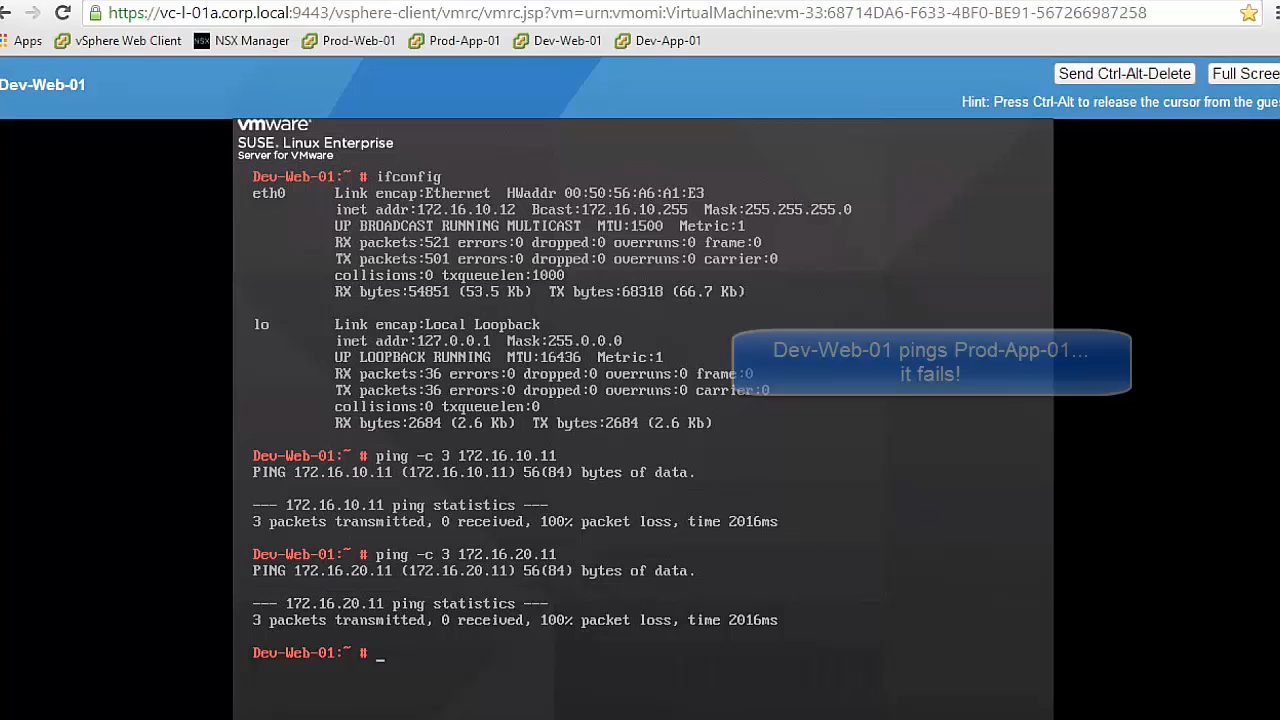 https://vc-l-01a.corp.local:9443/vsphere-client/vmrc/vmrc.jsp?vm=urn:vmomi:VirtualMachine:vm-33:68714DA6-F633-4BF0-BE91-567266987258
Apps vSphere Web Client NSX NSX Manager Prod-Web-01 Prod-App-01 Dev-Web-01 Dev-App-01
Dev-Web-01
Send Ctrl-Alt-Delete Full Scree
Hint: Press Ctrl-Alt to release the cursor from the gue
vmware
SUSE. Linux Enterprise
Server for VMware
Dev-Web-01:~ # ifconfig
eth0 Link encap:Ethernet HWaddr 00:50:56:A6:A1:E3
inet addr:172.16.10.12 Bcast:172.16.10.255 Mask:255.255.255.0
UP BROADCAST RUNNING MULTICAST MTU:1500 Metric:1
RX packets:521 errors:0 dropped:0 overruns:0 frame:0
TX packets:501 errors:0 dropped:0 overruns:0 carrier:0
collisions:0 txqueuelen:1000
RX bytes:54851 (53.5 Kb) TX bytes:68318 (66.7 Kb)
lo Link encap:Local Loopback
inet addr:127.0.0.1 Mask:255.0.0.0
UP LOOPBACK RUNNING MTU:16436 Metric:1
RX packets:36 errors:0 dropped:0 overruns:0 frame:0
TX packets:36 errors:0 dropped:0 overruns:0 carrier:0
collisions:0 txqueuelen:0
RX bytes:2684 (2.6 Kb) TX bytes:2684 (2.6 Kb)
Dev-Web-01 pings Prod-App-01...
it fails!
Dev-Web-01:~ # ping -c 3 172.16.10.11
PING 172.16.10.11 (172.16.10.11) 56(84) bytes of data.
--- 172.16.10.11 ping statistics ---
3 packets transmitted, 0 received, 100% packet loss, time 2016ms
Dev-Web-01:~ # ping -c 3 172.16.20.11
PING 172.16.20.11 (172.16.20.11) 56(84) bytes of data.
--- 172.16.20.11 ping statistics ---
3 packets transmitted, 0 received, 100% packet loss, time 2016ms
Dev-Web-01:~ # _